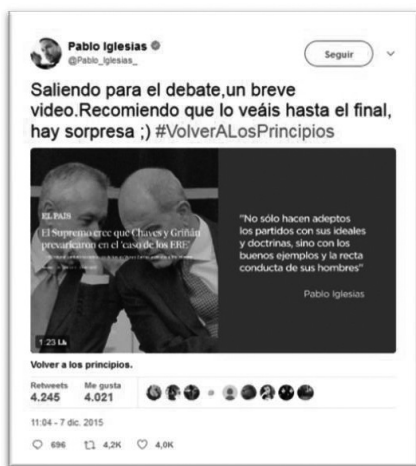 Pablo Iglesias
@Pablo_Iglesias_
Seguir
Saliendo para el debate,un breve
video.Recomiendo que lo veáis hasta el final,
hay sorpresa ;) #VolverALosPrincipios
EL PAIS
El Supremo cree que Chaves y Griñán
prevaricaron en el 'caso de los ERE'
"No sólo hacen adeptos
los partidos con sus ideales
y doctrinas, sino con los
buenos ejemplos y la recta
conducta de sus hombres"
Pablo Iglesias
1:23
Volver a los principios.
Retweets Me gusta
4.245 4.021
11:04 - 7 dic. 2015
696 4,2K 4,0K